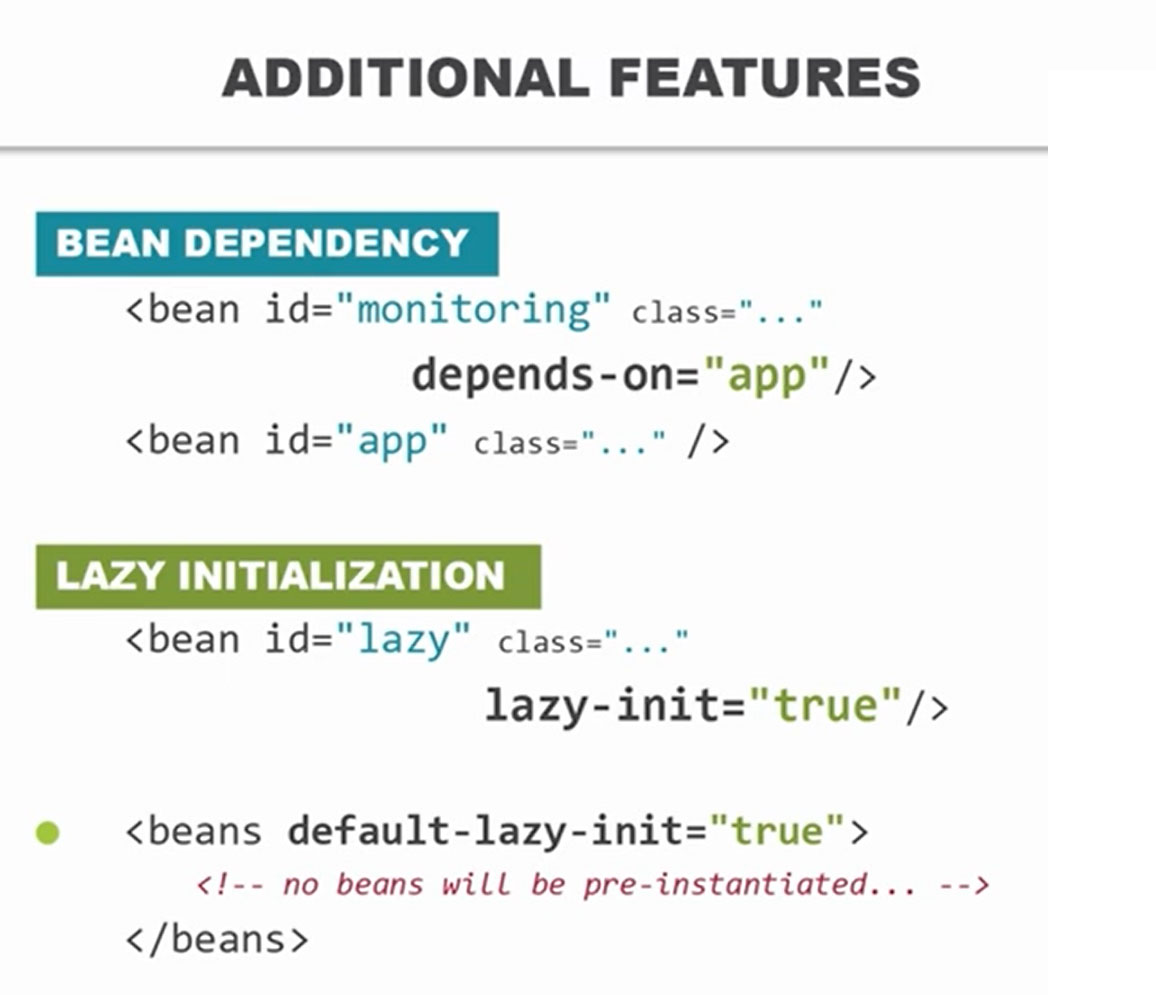 ADDITIONAL FEATURES
BEAN DEPENDENCY
<bean id="monitoring" class="..."
depends-on="app"/>
<bean id="app" class="..." />
LAZY INITIALIZATION
<bean id="lazy" class="..."
lazy-init="true"/>
<beans default-lazy-init="true">
<!-- no beans will be pre-instantiated... -->
</beans>